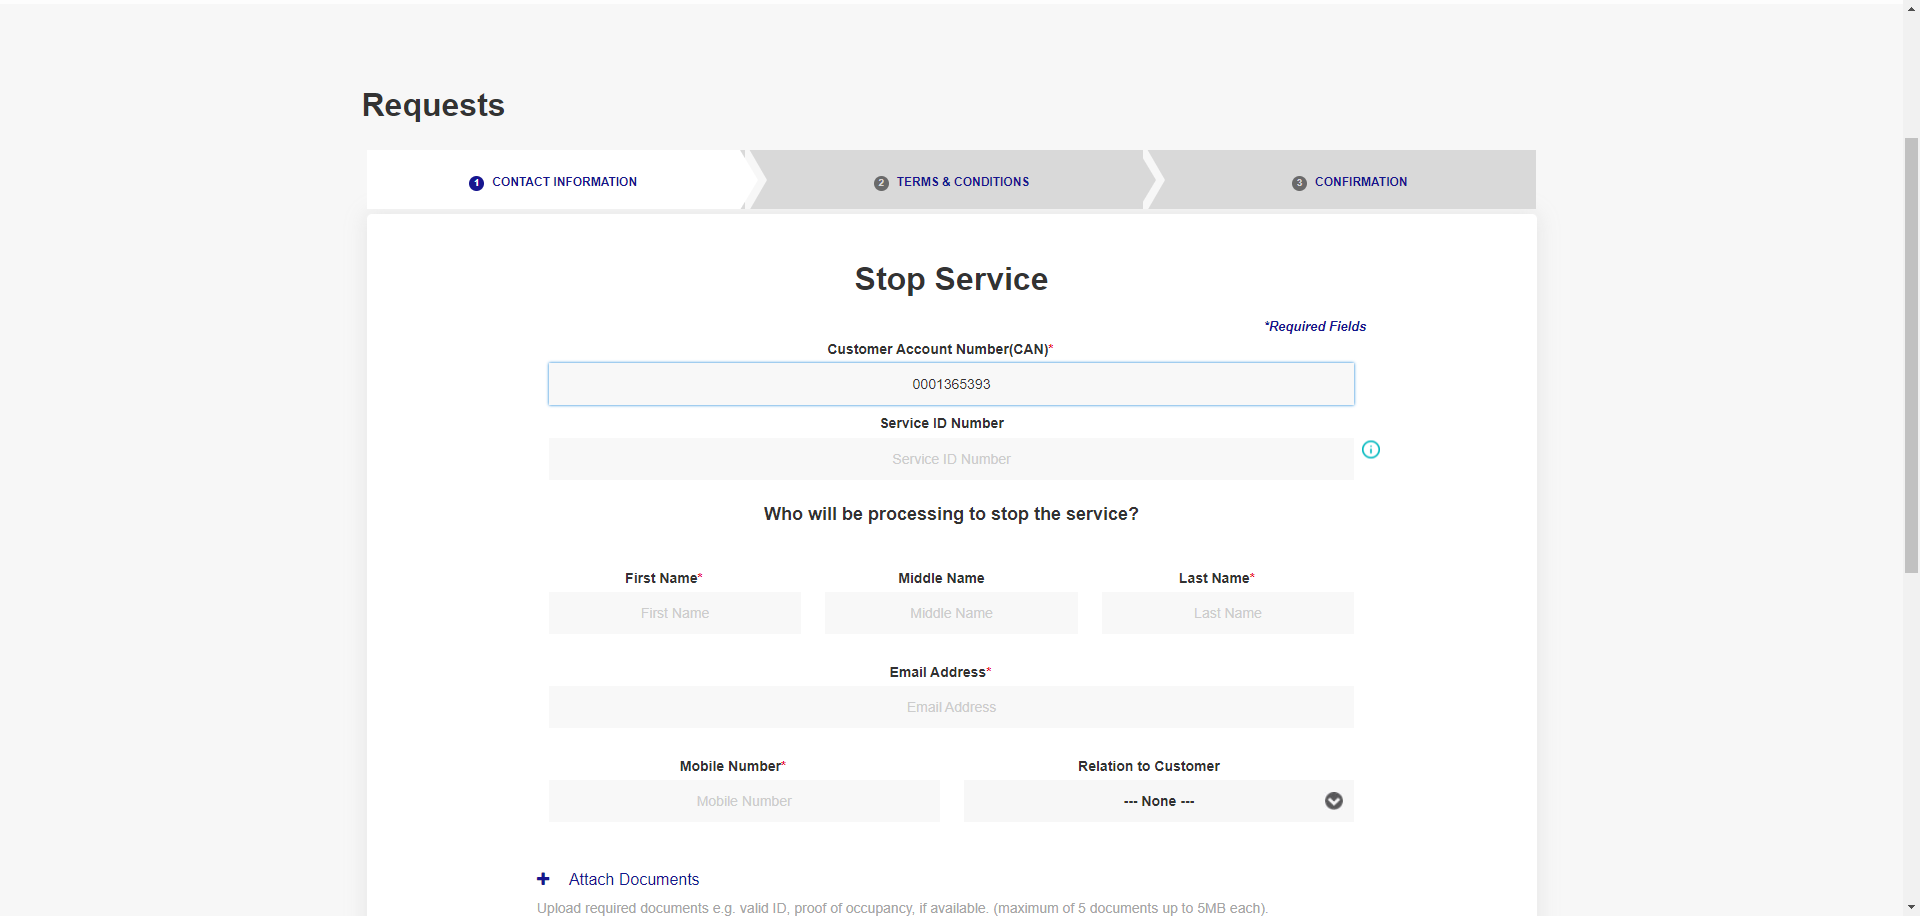 Requests
1 CONTACT INFORMATION
2 TERMS & CONDITIONS
3 CONFIRMATION
Stop Service
*Required Fields
Customer Account Number(CAN)*
0001365393
Service ID Number
Service ID Number
Who will be processing to stop the service?
First Name* Middle Name Last Name*
First Name Middle Name Last Name
Email Address*
Email Address
Mobile Number* Relation to Customer
Mobile Number --- None ---
+ Attach Documents
Upload required documents e.g. valid ID, proof of occupancy, if available. (maximum of 5 documents up to 5MB each).